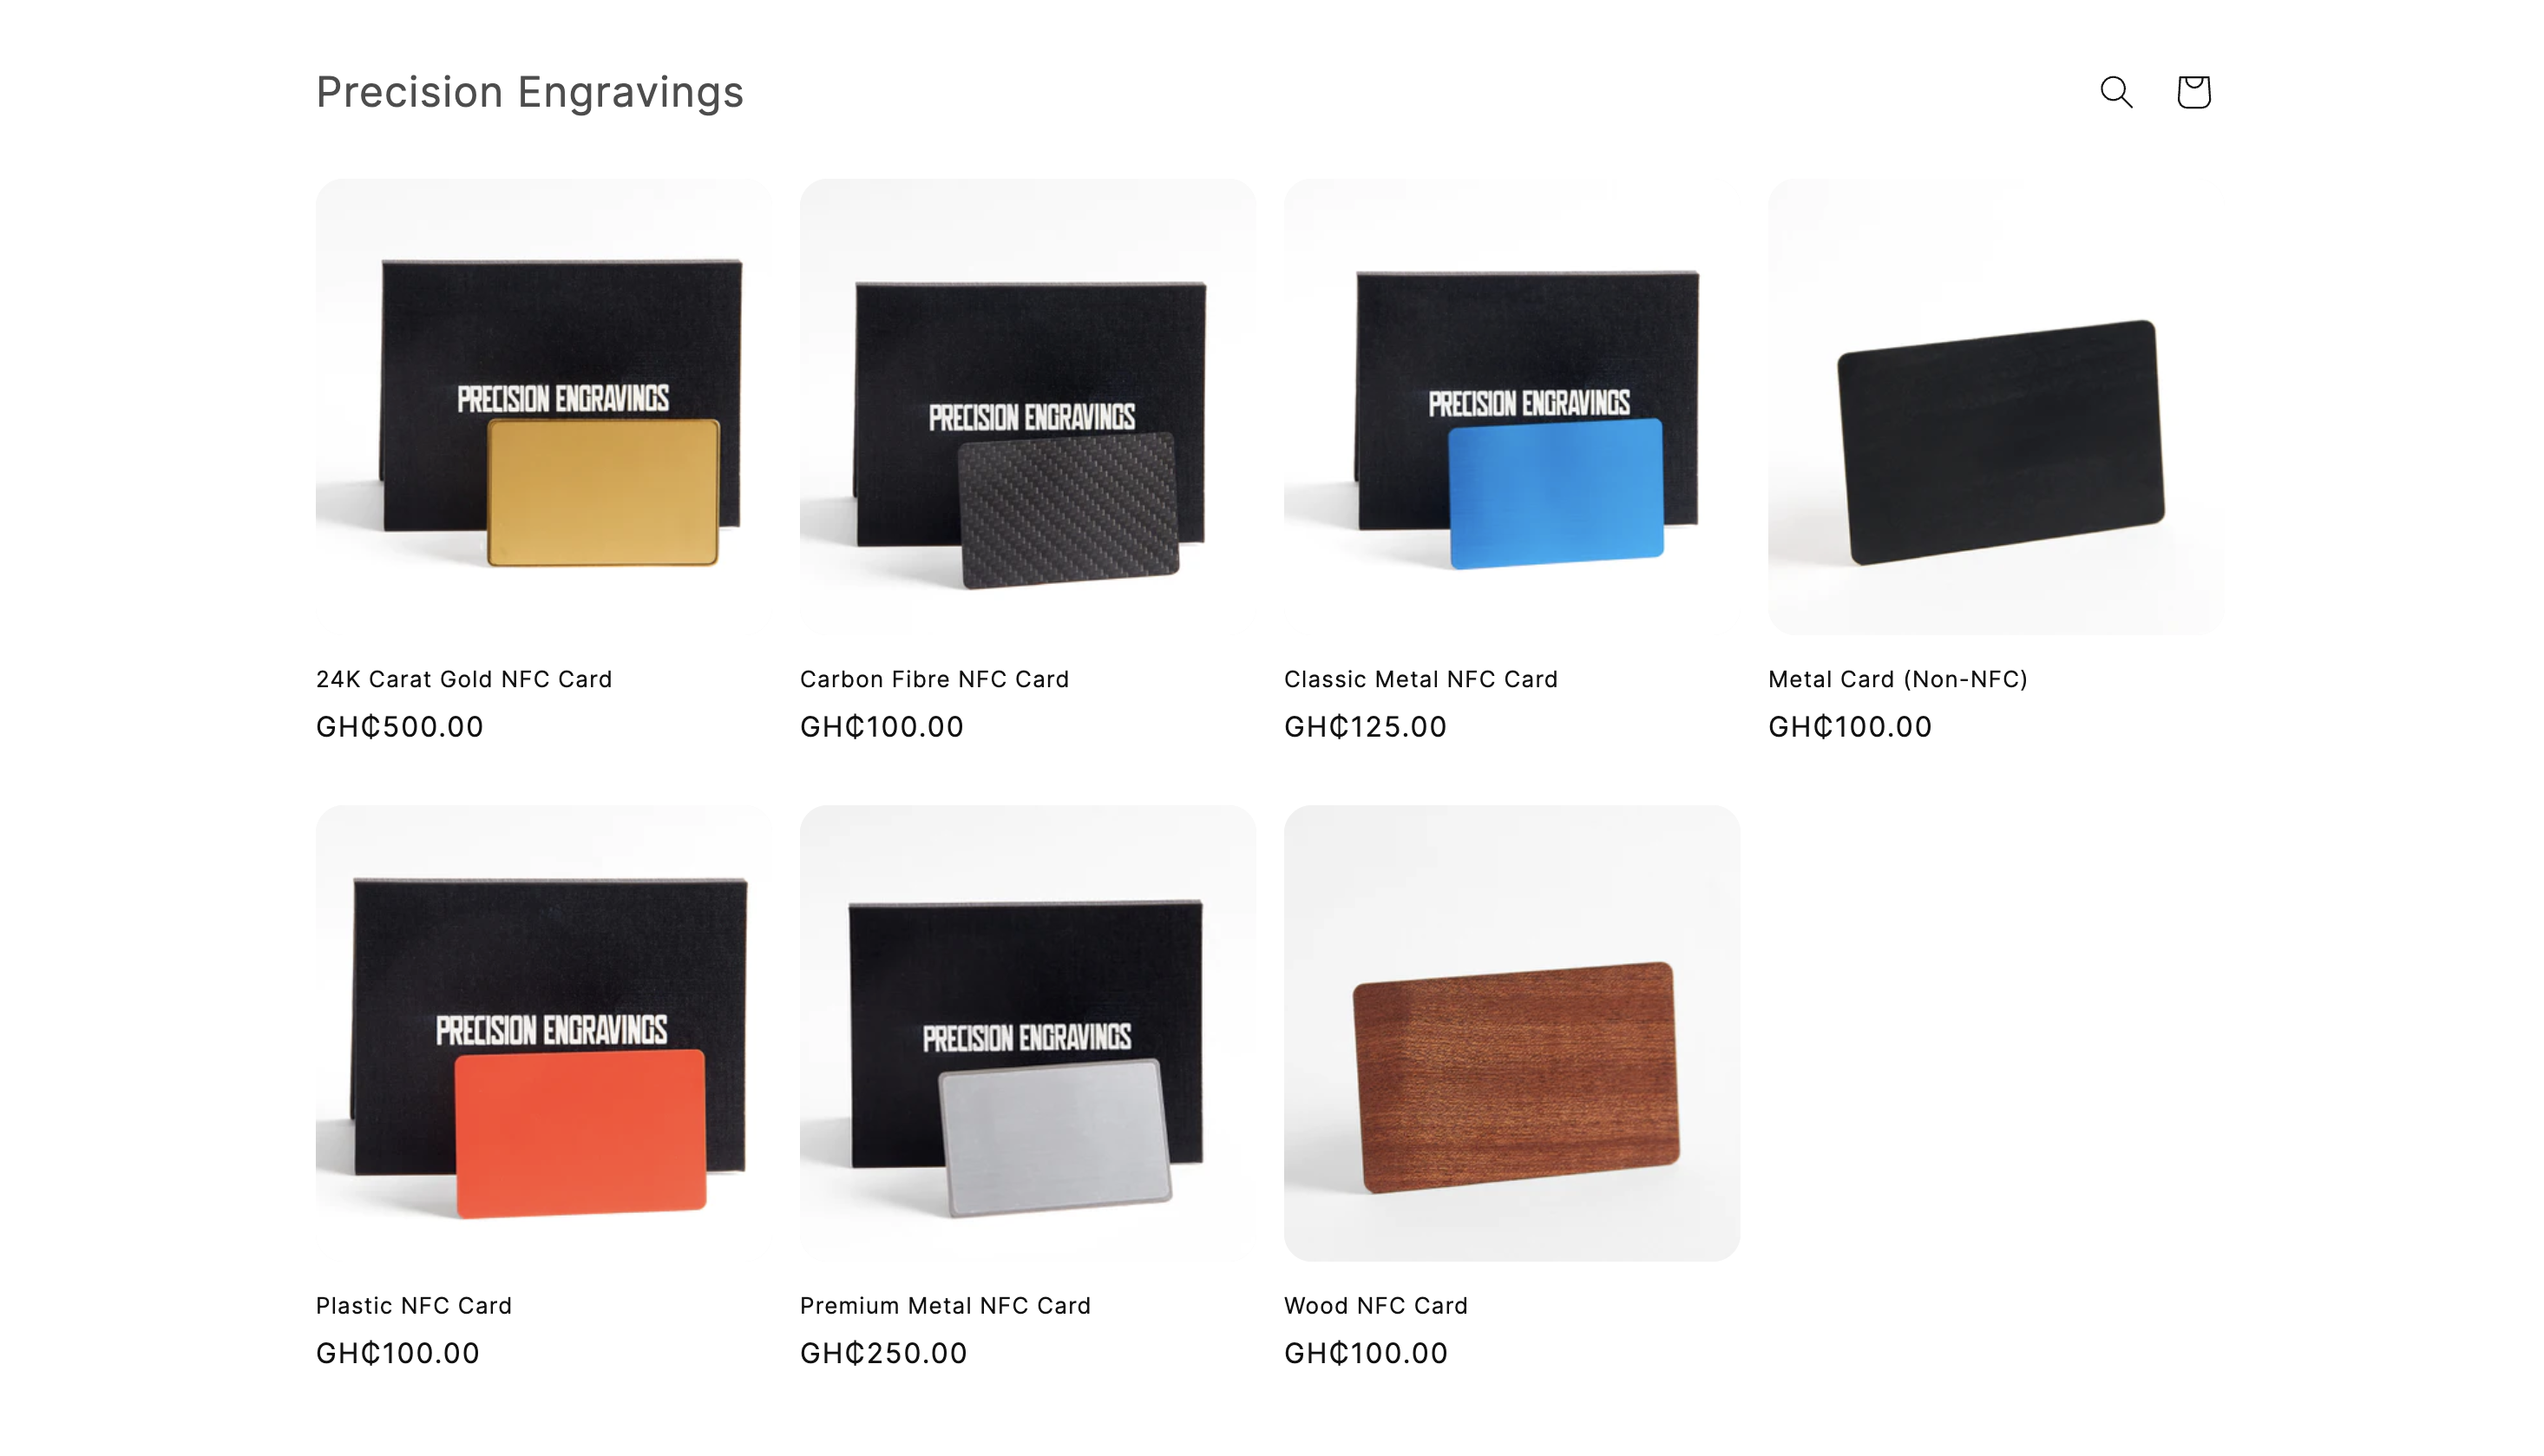 Precision Engravings
PRECISION ENGRAVINGS
24K Carat Gold NFC Card
GH₵500.00
PRECISION ENGRAVINGS
Carbon Fibre NFC Card
GH₵100.00
PRECISION ENGRAVINGS
Classic Metal NFC Card
GH₵125.00
Metal Card (Non-NFC)
GH₵100.00
PRECISION ENGRAVINGS
Plastic NFC Card
GH₵100.00
PRECISION ENGRAVINGS
Premium Metal NFC Card
GH₵250.00
Wood NFC Card
GH₵100.00